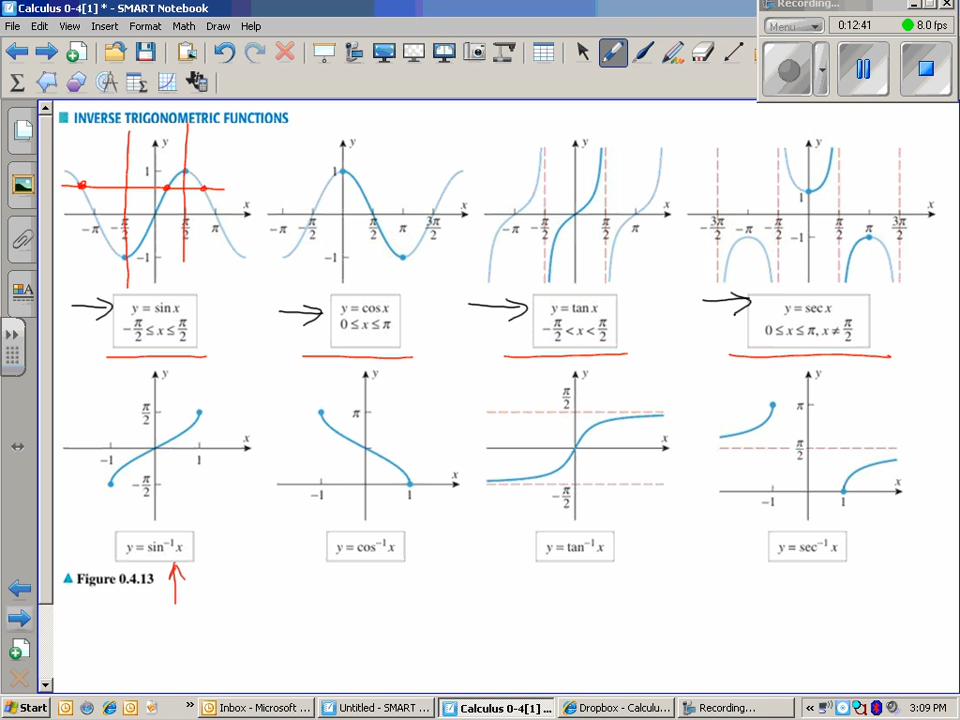 Calculus 0-4[1] * - SMART Notebook
Recording...
File Edit View Insert Format Math Draw Help
Menu
0:12:41
8.0 fps
INVERSE TRIGONOMETRIC FUNCTIONS
y 1 x −π −π/2 π/2 π −1
y 1 x −π −π/2 π/2 π 3π/2 −1
y x −π −π/2 π/2 π
y 1 x −3π/2 −π −π/2 π/2 π 3π/2 −1
y = sin x
−π/2 ≤ x ≤ π/2
y = cos x
0 ≤ x ≤ π
y = tan x
−π/2 < x < π/2
y = sec x
0 ≤ x ≤ π, x ≠ π/2
y π/2 x −1 1 −π/2
y π x −1 1
y π/2 x −π/2
y π π/2 x −1 1
y = sin⁻¹ x
y = cos⁻¹ x
y = tan⁻¹ x
y = sec⁻¹ x
Figure 0.4.13
Start
Inbox - Microsoft ...
Untitled - SMART ...
Calculus 0-4[1] ...
Dropbox - Calculu...
Recording...
3:09 PM